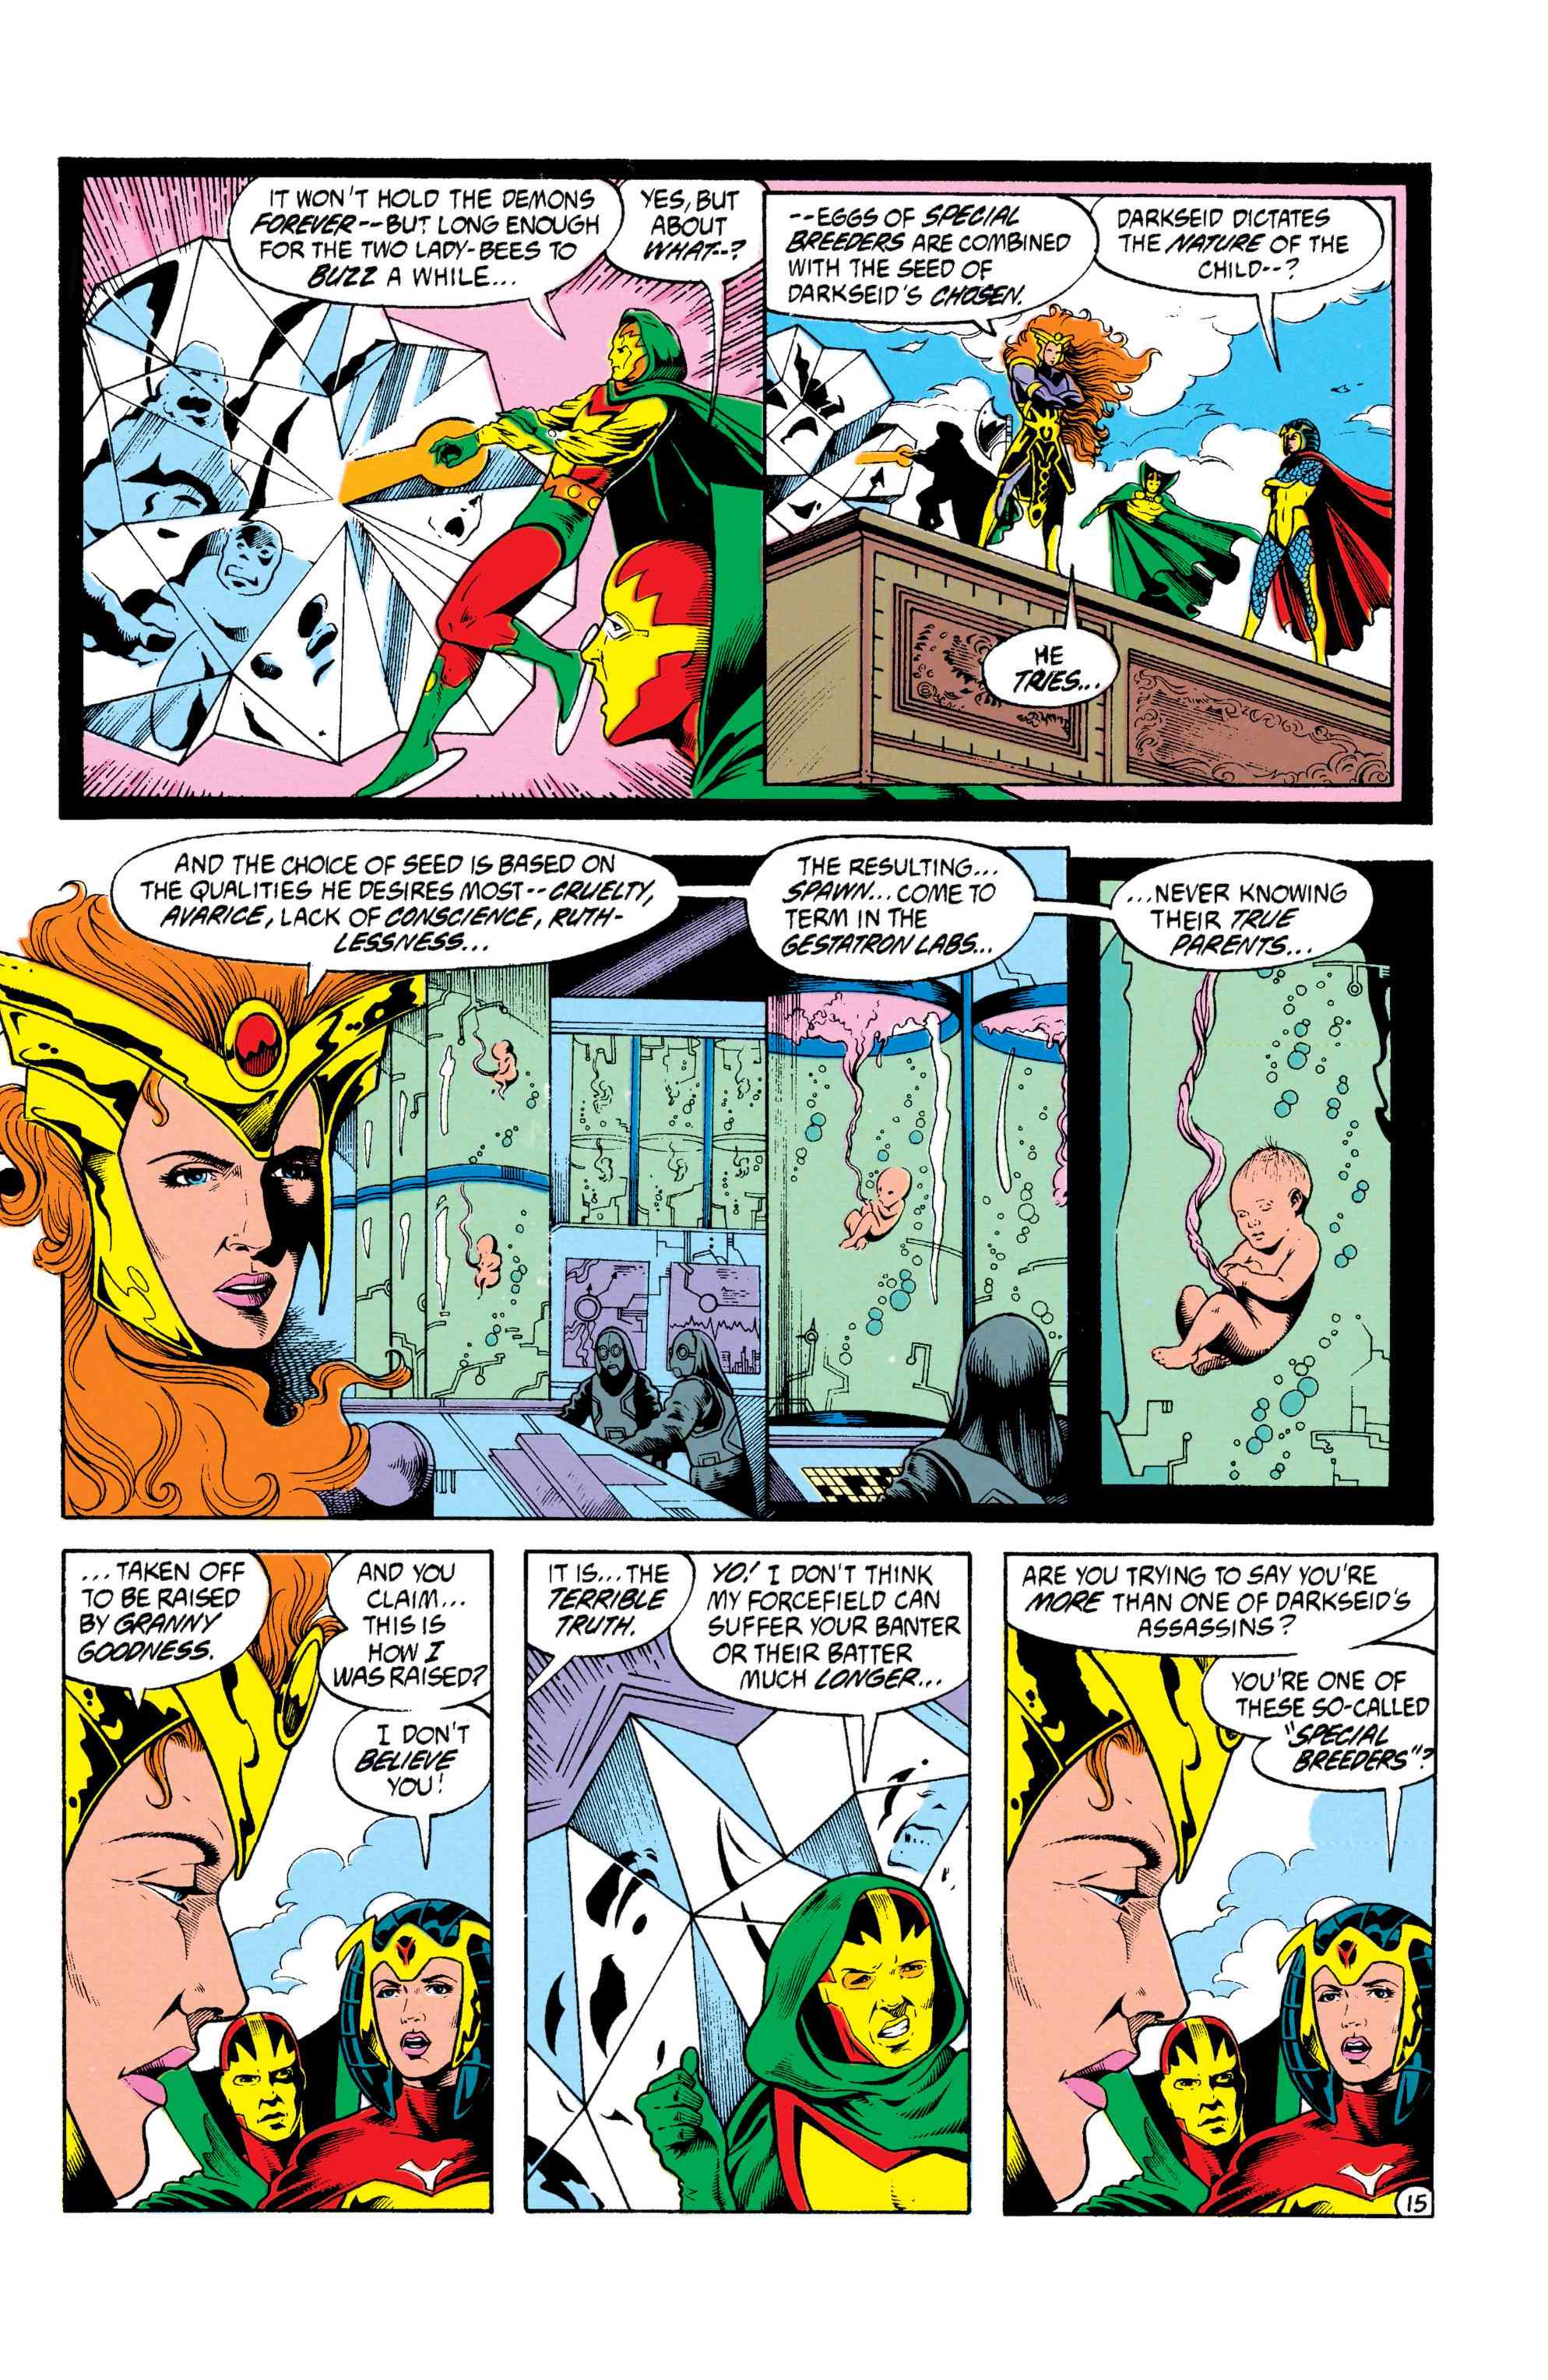 IT WON'T HOLD THE DEMONS
FOREVER--BUT LONG ENOUGH
FOR THE TWO LADY-BEES TO
BUZZ A WHILE...
YES, BUT
ABOUT
WHAT--?
--EGGS OF SPECIAL
BREEDERS ARE COMBINED
WITH THE SEED OF
DARKSEID'S CHOSEN.
DARKSEID DICTATES
THE NATURE OF THE
CHILD--?
HE
TRIES...
AND THE CHOICE OF SEED IS BASED ON
THE QUALITIES HE DESIRES MOST--CRUELTY,
AVARICE, LACK OF CONSCIENCE, RUTH-
LESSNESS...
THE RESULTING...
SPAWN...COME TO
TERM IN THE
GESTATRON LABS...
...NEVER KNOWING
THEIR TRUE
PARENTS...
...TAKEN OFF
TO BE RAISED
BY GRANNY
GOODNESS.
AND YOU
CLAIM...
THIS IS
HOW I
WAS RAISED?
I DON'T
BELIEVE
YOU!
IT IS...THE
TERRIBLE
TRUTH.
YO! I DON'T THINK
MY FORCEFIELD CAN
SUFFER YOUR BANTER
OR THEIR BATTER
MUCH LONGER...
ARE YOU TRYING TO SAY YOU'RE
MORE THAN ONE OF DARKSEID'S
ASSASSINS?
YOU'RE ONE OF
THESE SO-CALLED
"SPECIAL
BREEDERS"?
15